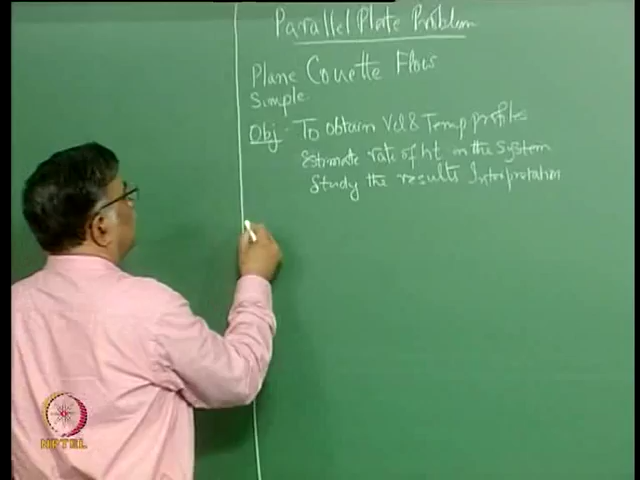 Parallel Plate Problem
Plane Couette Flow
Simple
Obj - To obtain Vel & Temp profiles
Estimate rate of ht in the system
Study the results Interpretation
NPTEL